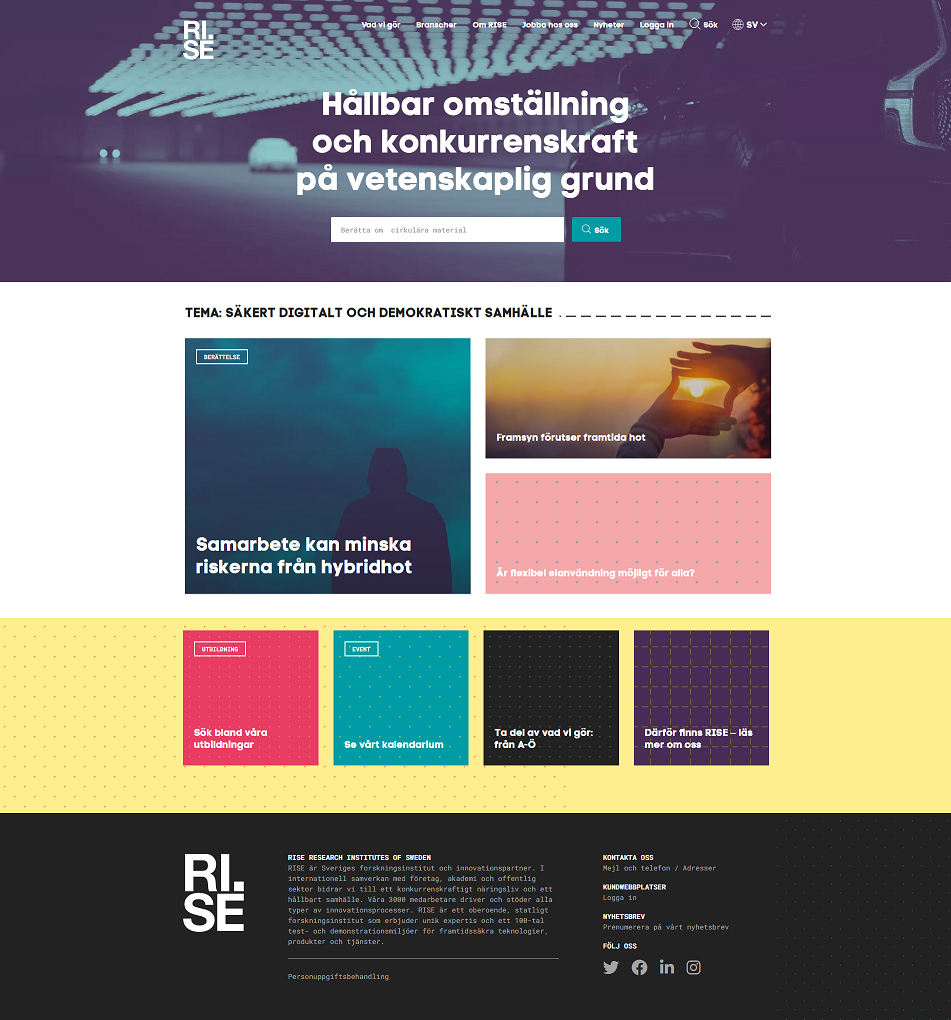 RI.
SE
Vad vi gör Branscher Om RISE Jobba hos oss Nyheter Logga in Sök SV
Hållbar omställning
och konkurrenskraft
på vetenskaplig grund
Berätta om cirkulära material
Sök
TEMA: SÄKERT DIGITALT OCH DEMOKRATISKT SAMHÄLLE
BERÄTTELSE
Samarbete kan minska
riskerna från hybridhot
Framsyn förutser framtida hot
Är flexibel elanvändning möjligt för alla?
UTBILDNING
Sök bland våra
utbildningar
EVENT
Se vårt kalendarium
Ta del av vad vi gör:
från A-Ö
Därför finns RISE – läs
mer om oss
RI.
SE
RISE RESEARCH INSTITUTES OF SWEDEN
RISE är Sveriges forskningsinstitut och innovationspartner. I
internationell samverkan med företag, akademi och offentlig
sektor bidrar vi till ett konkurrenskraftigt näringsliv och ett
hållbart samhälle. Våra 3000 medarbetare driver och stöder alla
typer av innovationsprocesser. RISE är ett oberoende, statligt
forskningsinstitut som erbjuder unik expertis och ett 100-tal
test- och demonstrationsmiljöer för framtidssäkra teknologier,
produkter och tjänster.
Personuppgiftsbehandling
KONTAKTA OSS
Mejl och telefon / Adresser
KUNDWEBBPLATSER
Logga in
NYHETSBREV
Prenumerera på vårt nyhetsbrev
FÖLJ OSS